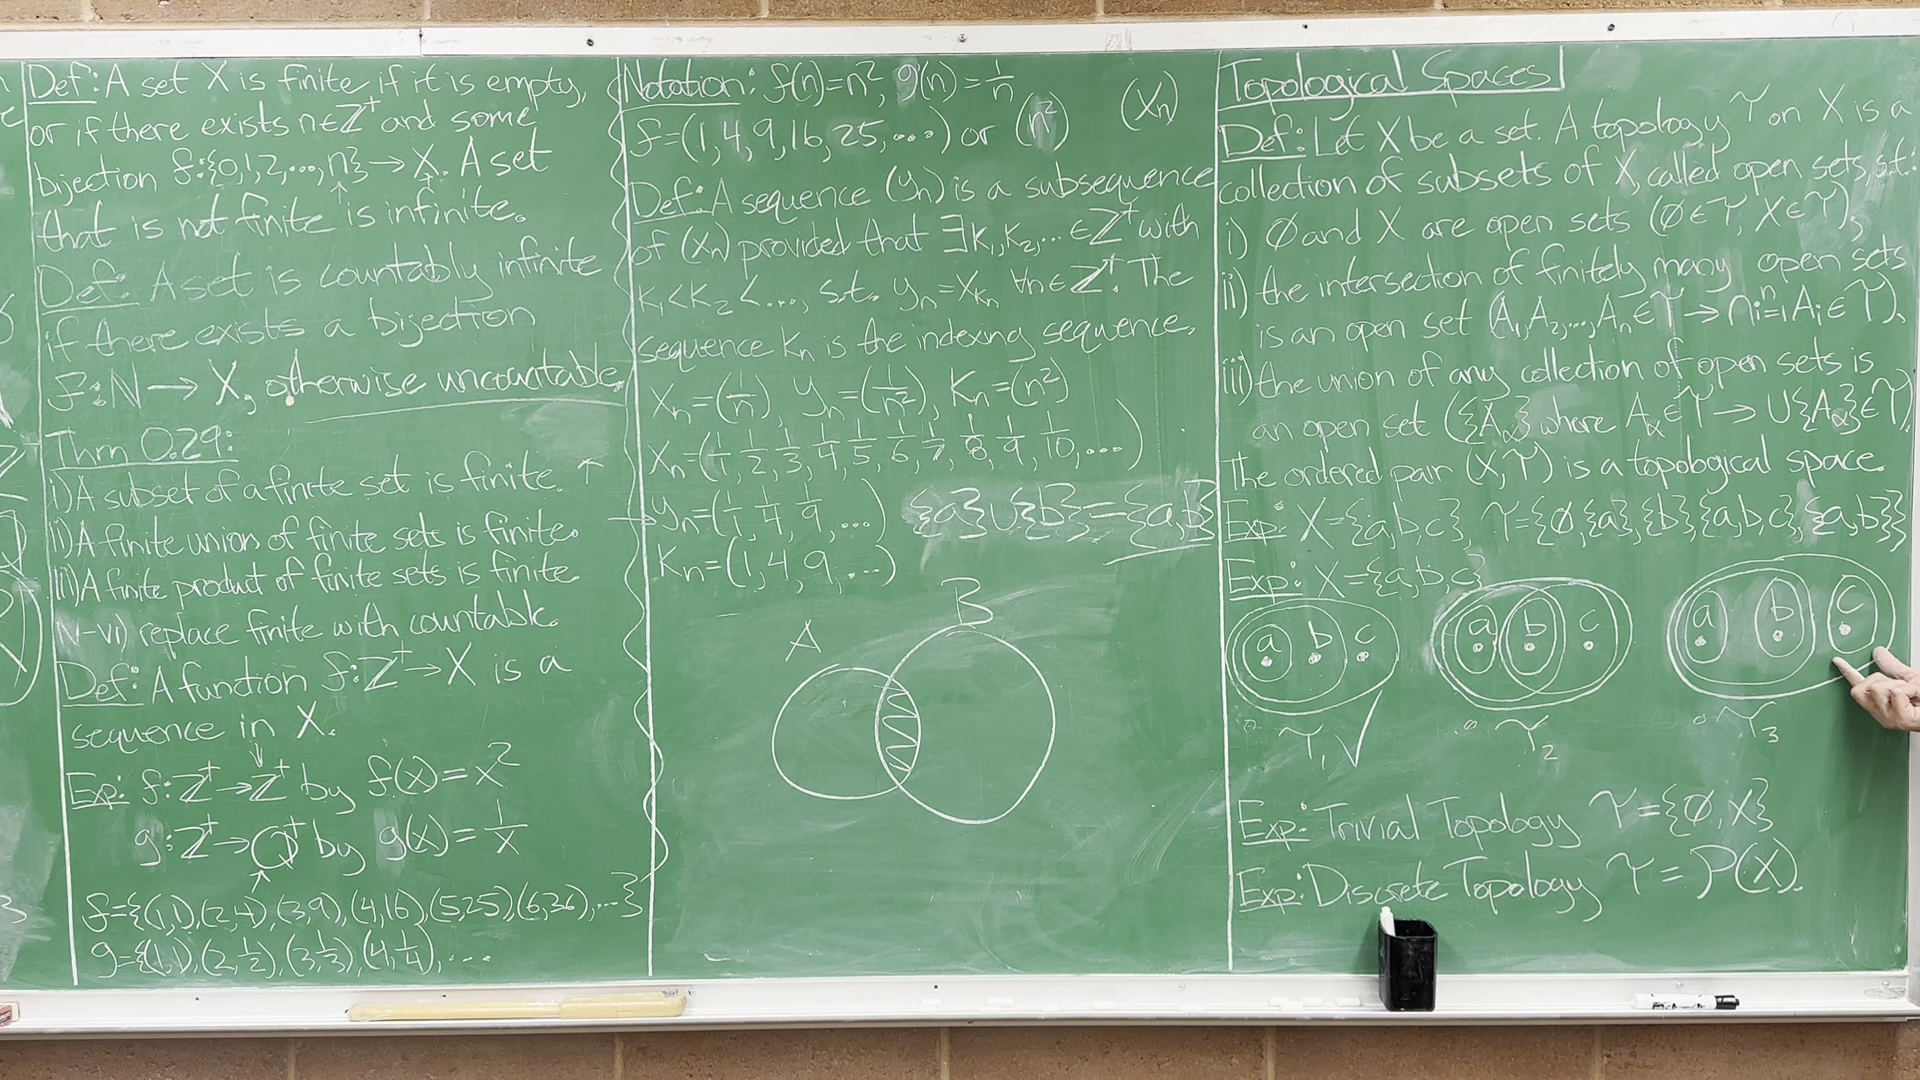 Def: A set X is finite if it is empty,
or if there exists n∈Z⁺ and some
bijection f:{0,1,2,...,n}→X. A set
that is not finite is infinite.
Def: A set is countably infinite
if there exists a bijection
f:N→X, otherwise uncountable.
Thm 0.29:
i) A subset of a finite set is finite.
ii) A finite union of finite sets is finite.
iii) A finite product of finite sets is finite.
iv-vi) replace finite with countable.
Def: A function f:Z⁺→X is a
sequence in X.
Exp: f:Z⁺→Z⁺ by f(x)=x²
g:Z⁺→Q⁺ by g(x)=1/x
f={(1,1),(2,4),(3,9),(4,16),(5,25),(6,36),...}
g={(1,1),(2,1/2),(3,1/3),(4,1/4),...
Notation: f(n)=n², g(n)=1/n
f=(1,4,9,16,25,...) or (n²) (Xn)
Def: A sequence (yn) is a subsequence
of (xn) provided that ∃K₁,K₂,...∈Z⁺ with
K₁<K₂<..., s.t. yn=xKn ∀n∈Z⁺. The
sequence Kn is the indexing sequence.
Xn=(1/n), yn=(1/n²), Kn=(n²)
Xn=(1/1,1/2,1/3,1/4,1/5,1/6,1/7,1/8,1/9,1/10,...)
yn=(1/1,1/4,1/9,...) {a}∪{b}={a,b}
Kn=(1,4,9,...)
A B
Topological Spaces
Def: Let X be a set. A topology τ on X is a
collection of subsets of X, called open sets, s.t.
i) Ø and X are open sets (Ø∈τ, X∈τ),
ii) the intersection of finitely many open sets
is an open set (A₁,A₂,...,An∈τ→∩ⁿi=1 Ai∈τ),
iii) the union of any collection of open sets is
an open set ({Aα} where Aα∈τ→∪{Aα}∈τ).
The ordered pair (X,τ) is a topological space.
Exp: X={a,b,c} τ={Ø,{a},{b},{a,b,c},{a,b}}
Exp: X={a,b,c}
a b c a b c a b c
τ₁✓ τ₂ τ₃
Exp: Trivial Topology τ={Ø,X}
Exp: Discrete Topology τ=P(X).